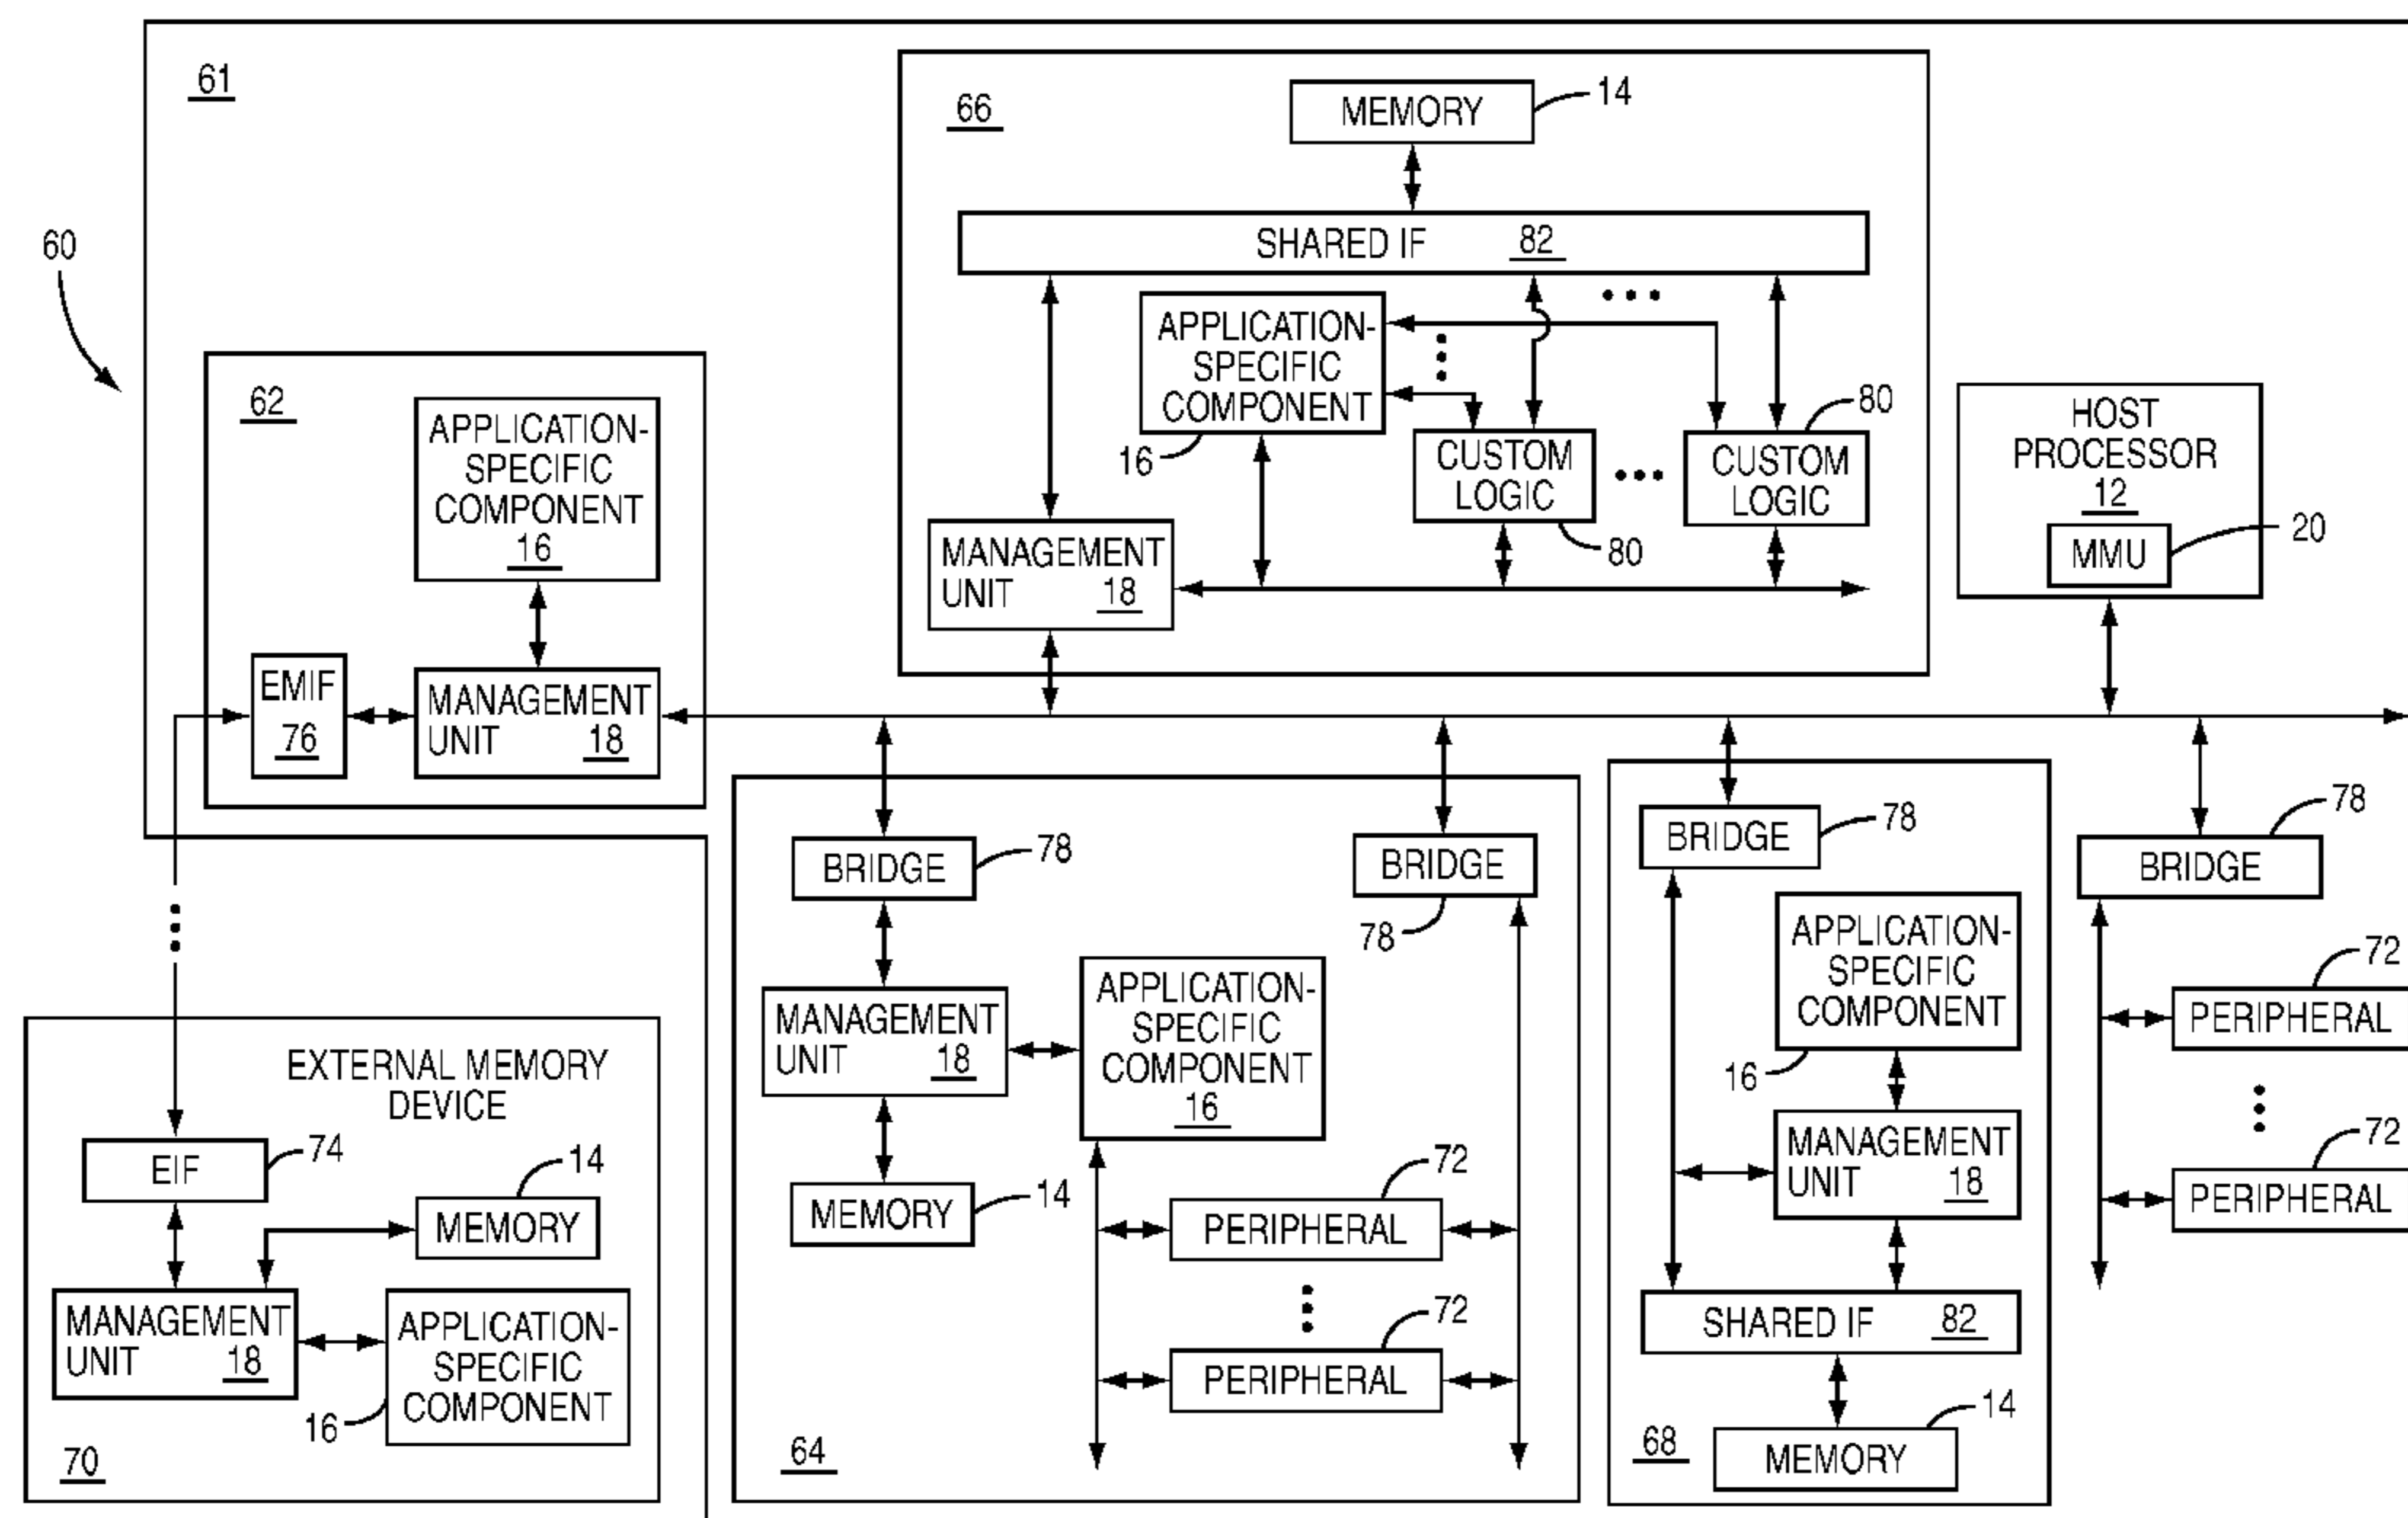 61
60
66
MEMORY
14
SHARED IF 82
APPLICATION-
SPECIFIC
COMPONENT
16
CUSTOM
LOGIC
80
CUSTOM
LOGIC
80
MANAGEMENT
UNIT 18
HOST
PROCESSOR
12
MMU
20
62
APPLICATION-
SPECIFIC
COMPONENT
16
EMIF
76
MANAGEMENT
UNIT 18
EXTERNAL MEMORY
DEVICE
EIF
74
MEMORY
14
MANAGEMENT
UNIT 18
APPLICATION-
SPECIFIC
COMPONENT
16
70
BRIDGE
78
BRIDGE
78
MANAGEMENT
UNIT 18
APPLICATION-
SPECIFIC
COMPONENT
16
MEMORY
14
PERIPHERAL
72
PERIPHERAL
72
64
BRIDGE
78
APPLICATION-
SPECIFIC
COMPONENT
16
MANAGEMENT
UNIT 18
SHARED IF 82
MEMORY
14
68
BRIDGE
78
PERIPHERAL
72
PERIPHERAL
72